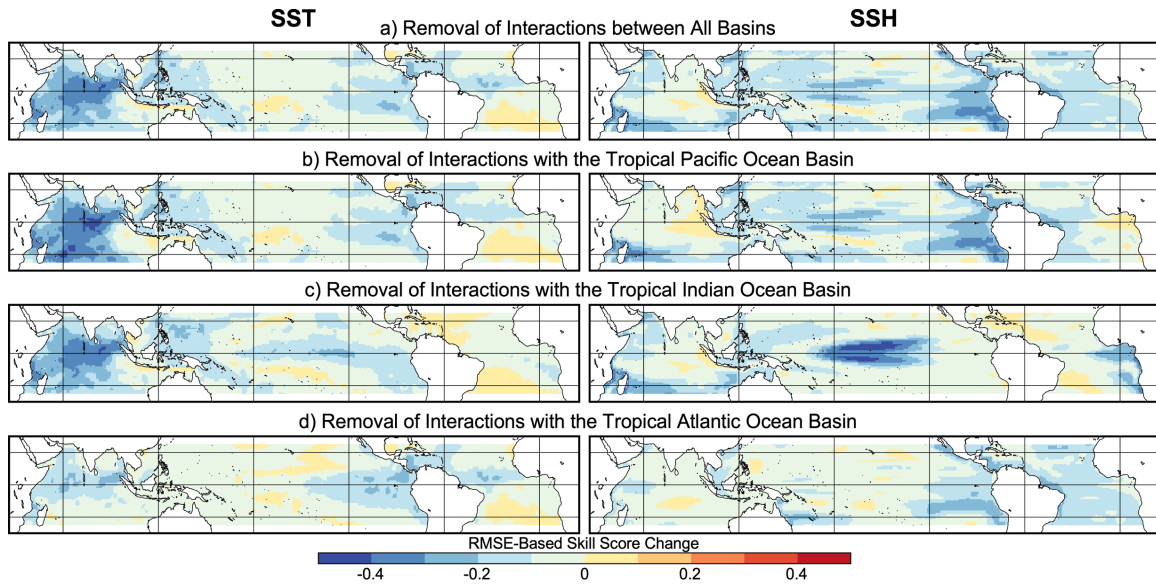 SST
SSH
a) Removal of Interactions between All Basins
b) Removal of Interactions with the Tropical Pacific Ocean Basin
c) Removal of Interactions with the Tropical Indian Ocean Basin
d) Removal of Interactions with the Tropical Atlantic Ocean Basin
RMSE-Based Skill Score Change
-0.4 -0.2 0 0.2 0.4